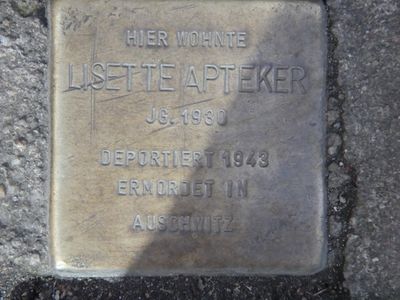 HIER WOHNTE
LISETTE APTEKER
JG. 1930
DEPORTIERT 1943
ERMORDET IN
AUSCHWITZ